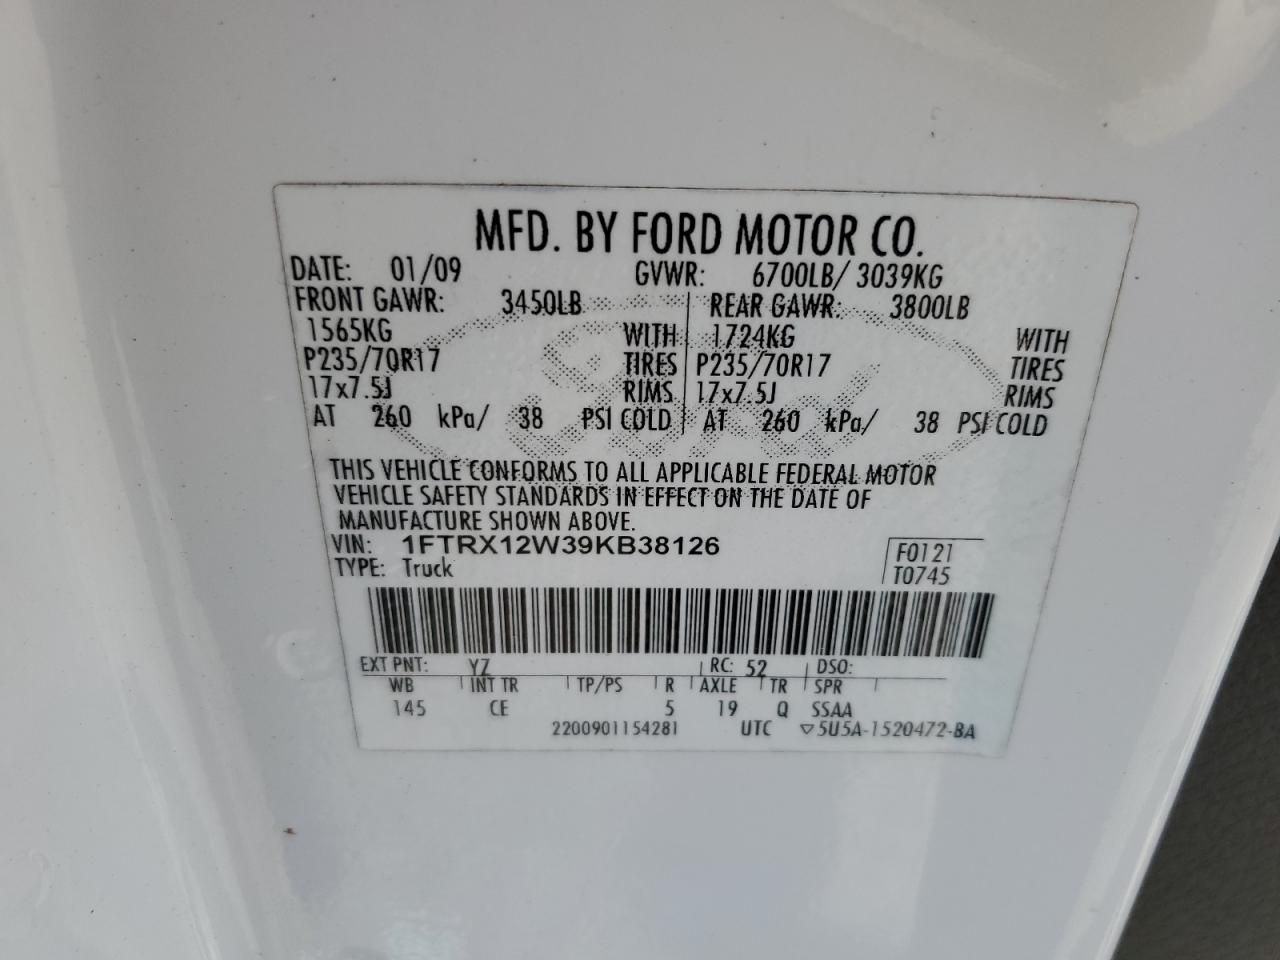 MFD. BY FORD MOTOR CO.
DATE: 01/09 GVWR: 6700LB/ 3039KG
FRONT GAWR: 3450LB REAR GAWR: 3800LB
1565KG WITH 1724KG WITH
P235/70R17 TIRES P235/70R17 TIRES
17x7.5J RIMS 17x7.5J RIMS
AT 260 kPa/ 38 PSI COLD AT 260 kPa/ 38 PSI COLD
THIS VEHICLE CONFORMS TO ALL APPLICABLE FEDERAL MOTOR
VEHICLE SAFETY STANDARDS IN EFFECT ON THE DATE OF
MANUFACTURE SHOWN ABOVE.
VIN: 1FTRX12W39KB38126 F0121
TYPE: Truck T0745
EXT PNT: YZ RC: 52 DSO:
WB INT TR TP/PS R AXLE TR SPR
145 CE 5 19 Q SSAA
2200901154281 UTC ▽5U5A-1520472-BA